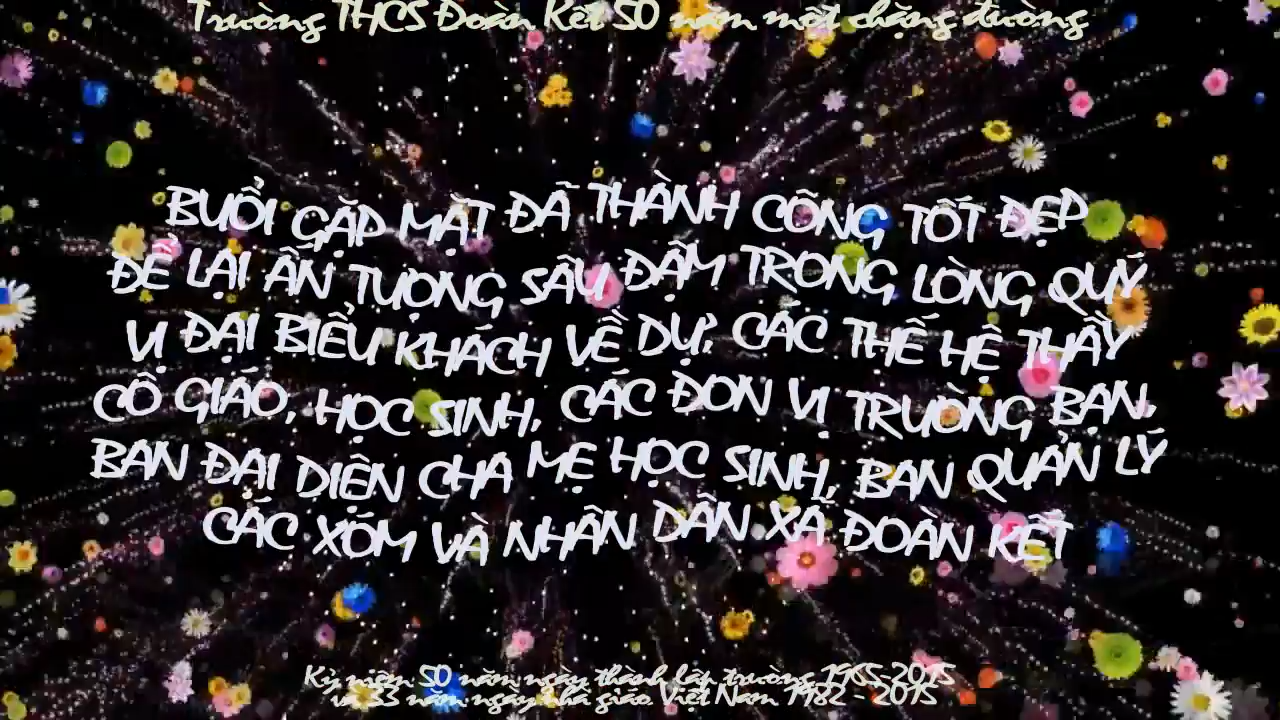 Trường THCS Đoàn Kết 50 năm một chặng đường
BUỔI GẶP MẶT ĐÃ THÀNH CÔNG TỐT ĐẸP
ĐỂ LẠI ẤN TƯỢNG SÂU ĐẬM TRONG LÒNG QUÝ
VỊ ĐẠI BIỂU KHÁCH VỀ DỰ, CÁC THẾ HỆ THẦY
CÔ GIÁO, HỌC SINH, CÁC ĐƠN VỊ TRƯỜNG BẠN,
BAN ĐẠI DIỆN CHA MẸ HỌC SINH, BAN QUẢN LÝ
CÁC XÓM VÀ NHÂN DÂN XÃ ĐOÀN KẾT
Kỷ niệm 50 năm ngày thành lập trường 1965-2015
và 33 năm ngày nhà giáo Việt Nam 1982 - 2015